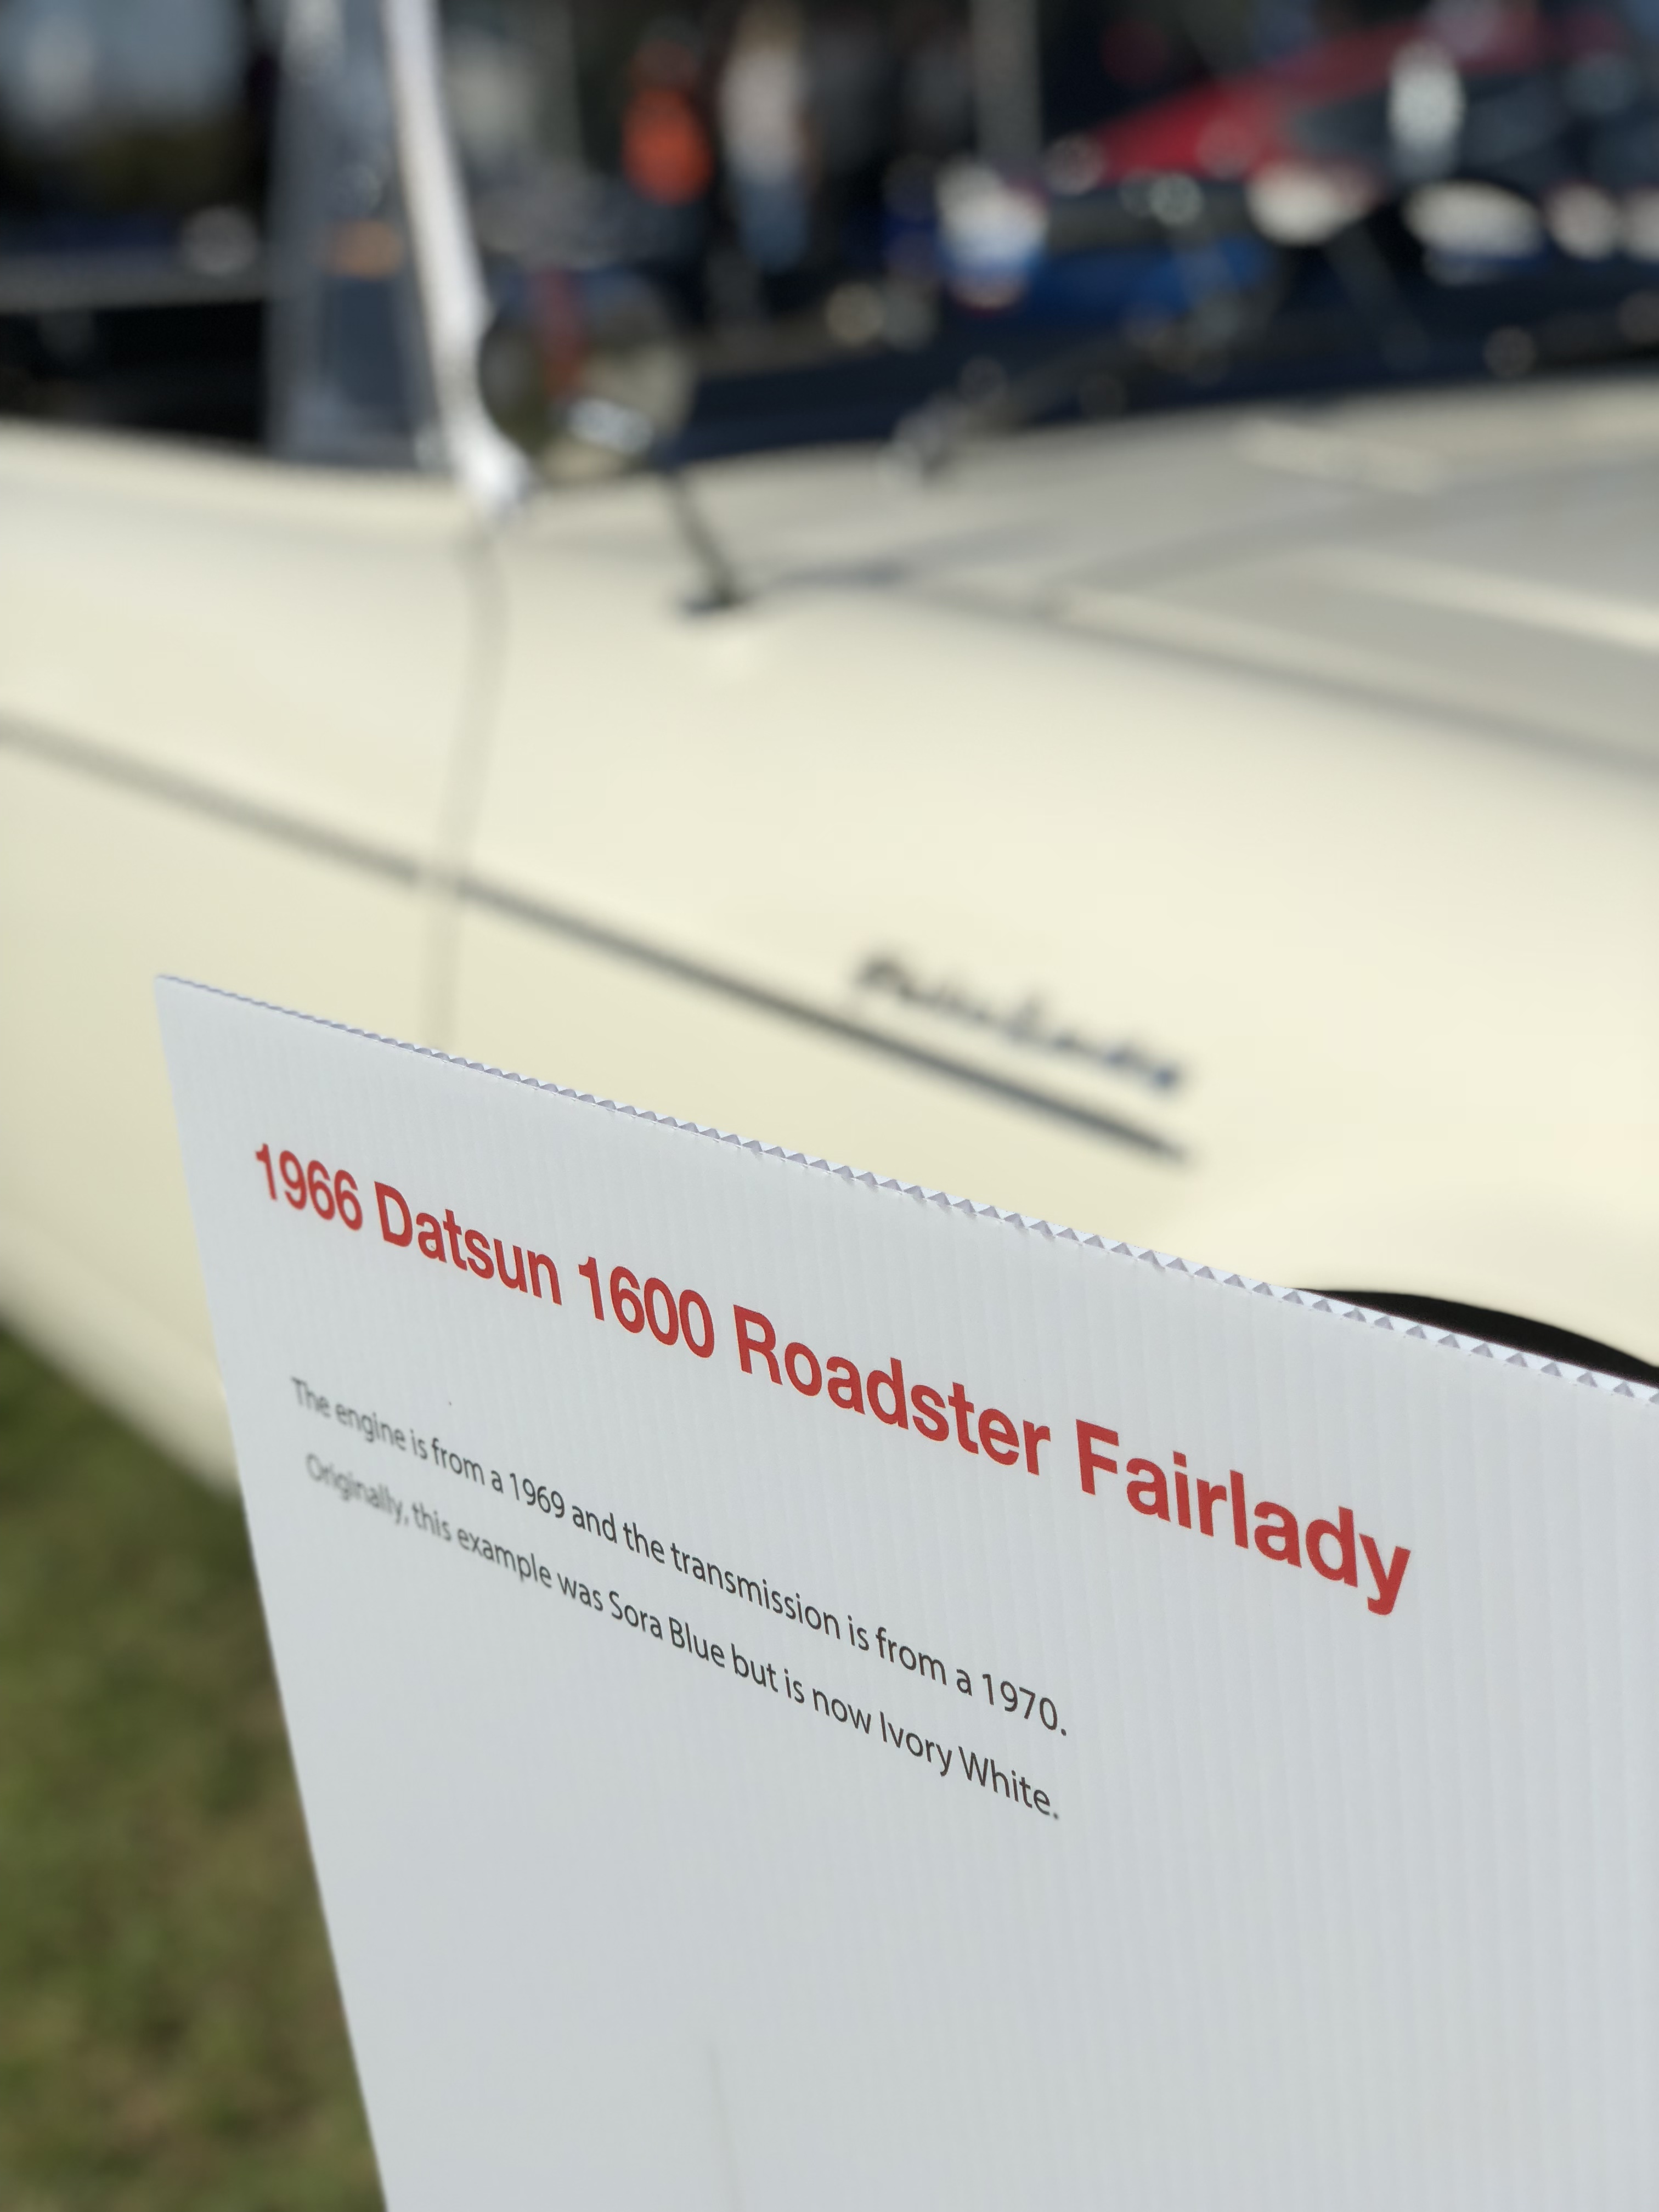 1966 Datsun 1600 Roadster Fairlady
The engine is from a 1969 and the transmission is from a 1970.
Originally, this example was Sora Blue but is now Ivory White.